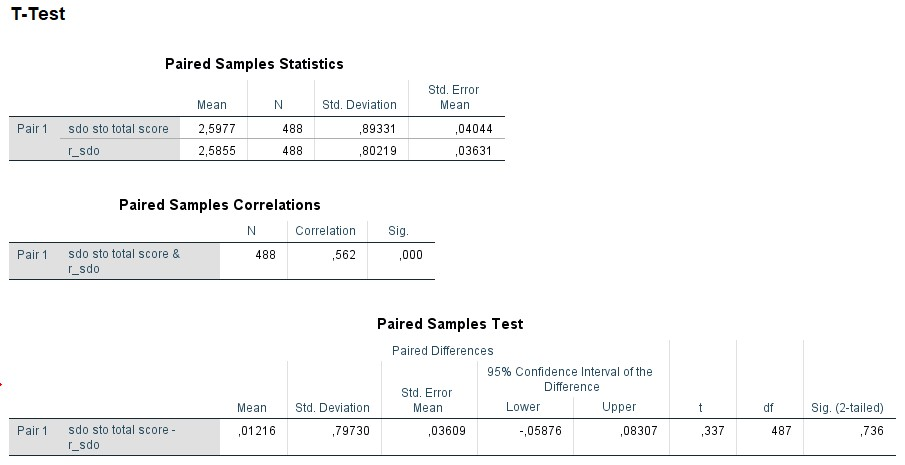 T-Test
Paired Samples Statistics
Mean N Std. Deviation Std. Error Mean
Pair 1 sdo sto total score 2,5977 488 ,89331 ,04044
r_sdo 2,5855 488 ,80219 ,03631
Paired Samples Correlations
N Correlation Sig.
Pair 1 sdo sto total score & r_sdo 488 ,562 ,000
Paired Samples Test
Paired Differences
95% Confidence Interval of the Difference
Mean Std. Deviation Std. Error Mean Lower Upper t df Sig. (2-tailed)
Pair 1 sdo sto total score - r_sdo ,01216 ,79730 ,03609 -,05876 ,08307 ,337 487 ,736